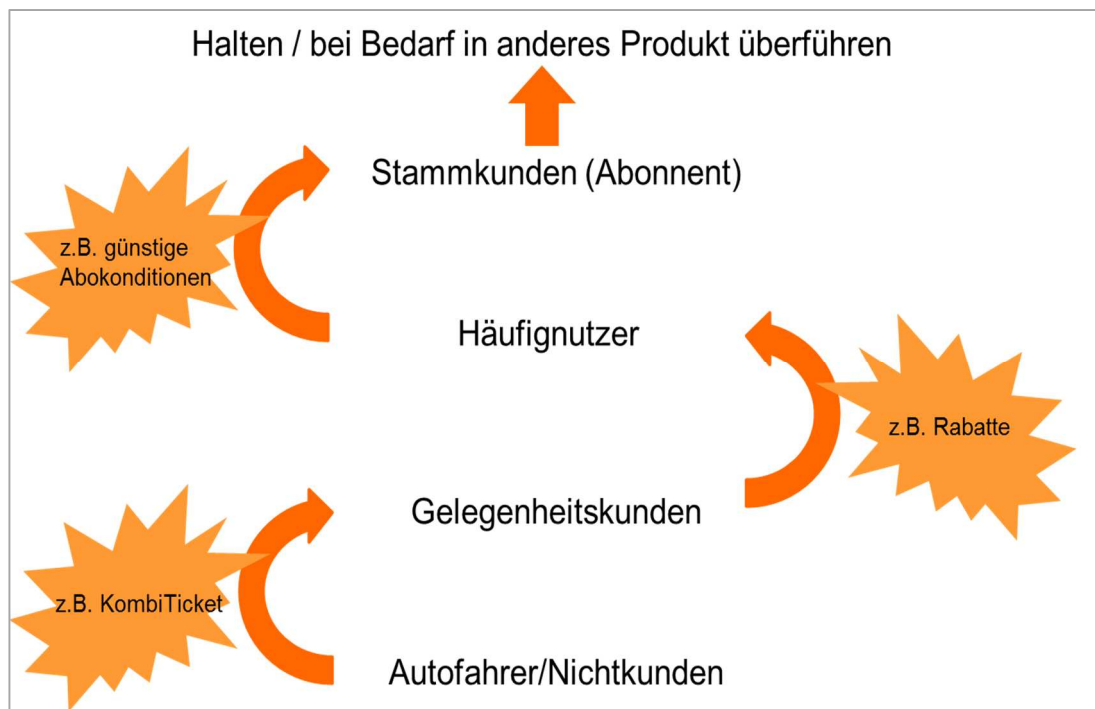 Halten / bei Bedarf in anderes Produkt überführen
Stammkunden (Abonnent)
z.B. günstige
Abokonditionen
Häufignutzer
z.B. Rabatte
Gelegenheitskunden
z.B. KombiTicket
Autofahrer/Nichtkunden